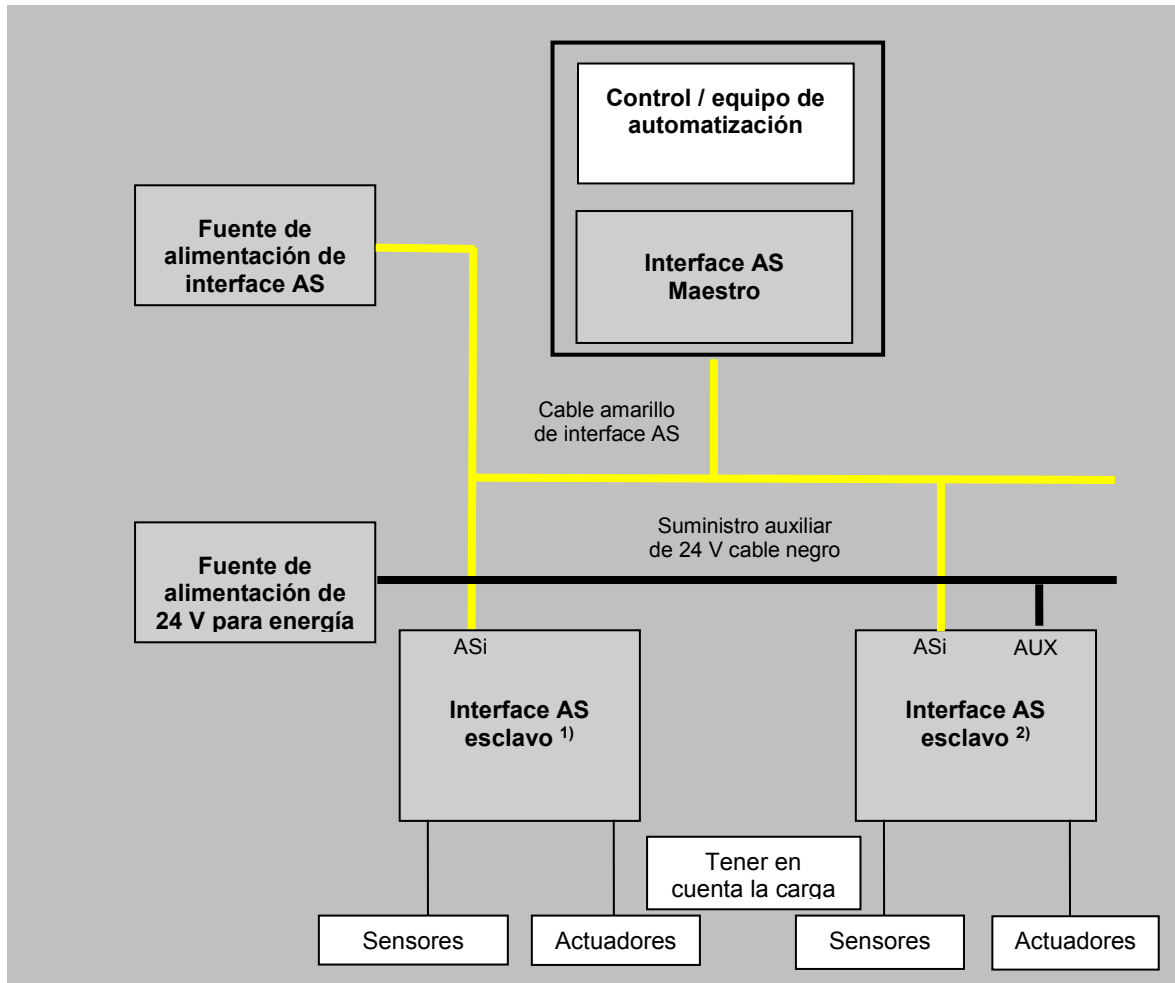 Control / equipo de
automatización
Fuente de
alimentación de
interface AS
Interface AS
Maestro
Cable amarillo
de interface AS
Suministro auxiliar
de 24 V cable negro
Fuente de
alimentación de
24 V para energía
ASi
ASi
AUX
Interface AS
esclavo 1)
Interface AS
esclavo 2)
Tener en
cuenta la carga
Sensores
Actuadores
Sensores
Actuadores